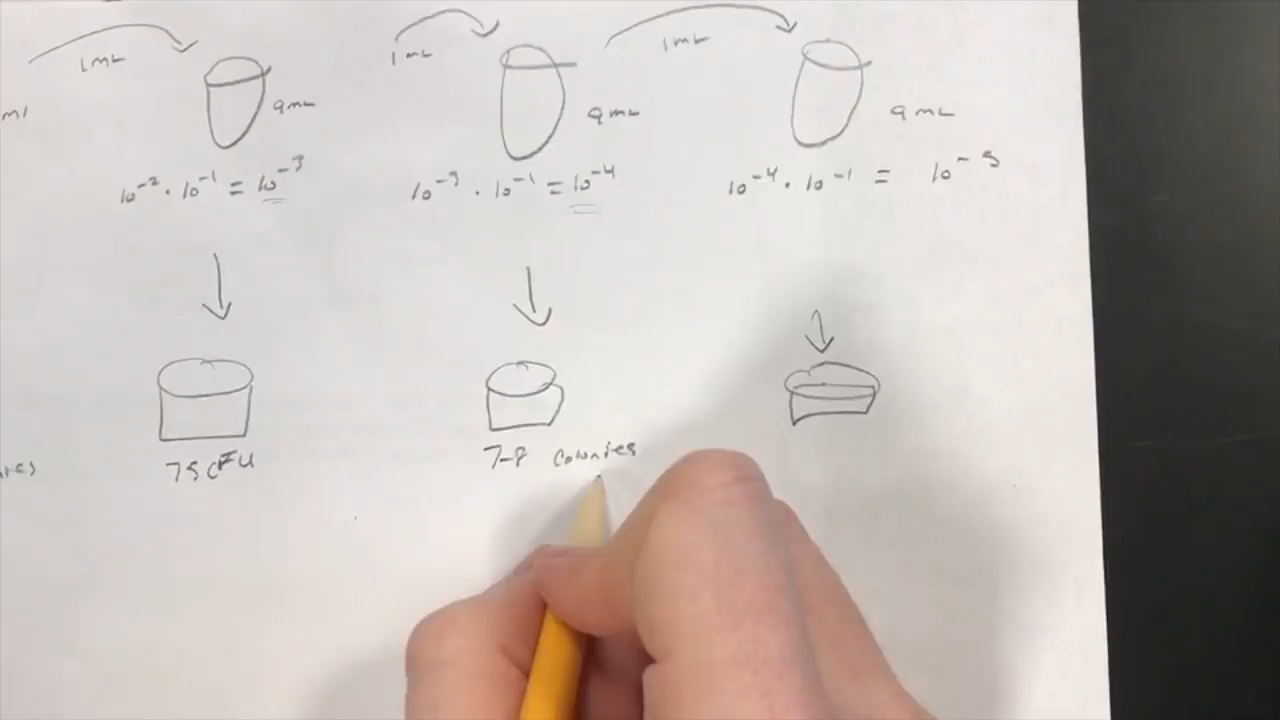 1mL 1mL 1mL
ml 9mL 9mL 9mL
10⁻² · 10⁻¹ = 10⁻³ 10⁻³ · 10⁻¹ = 10⁻⁴ 10⁻⁴ · 10⁻¹ = 10⁻⁵
75 CFU 7-8 colonies